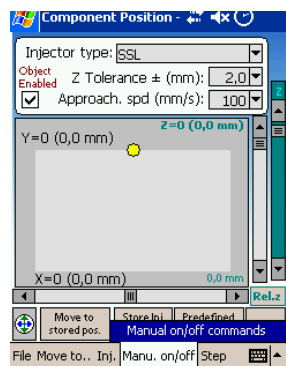 Component Position -
Injector type: SSL
Object Enabled
Z Tolerance ± (mm): 2,0
Approach. spd (mm/s): 100
Z
Z=0 (0,0 mm)
Y=0 (0,0 mm)
X=0 (0,0 mm)
0,0 mm
Rel.z
Move to stored pos.
Store Inj
Predefined
Manual on/off commands
File Move to.. Inj. Manu. on/off Step